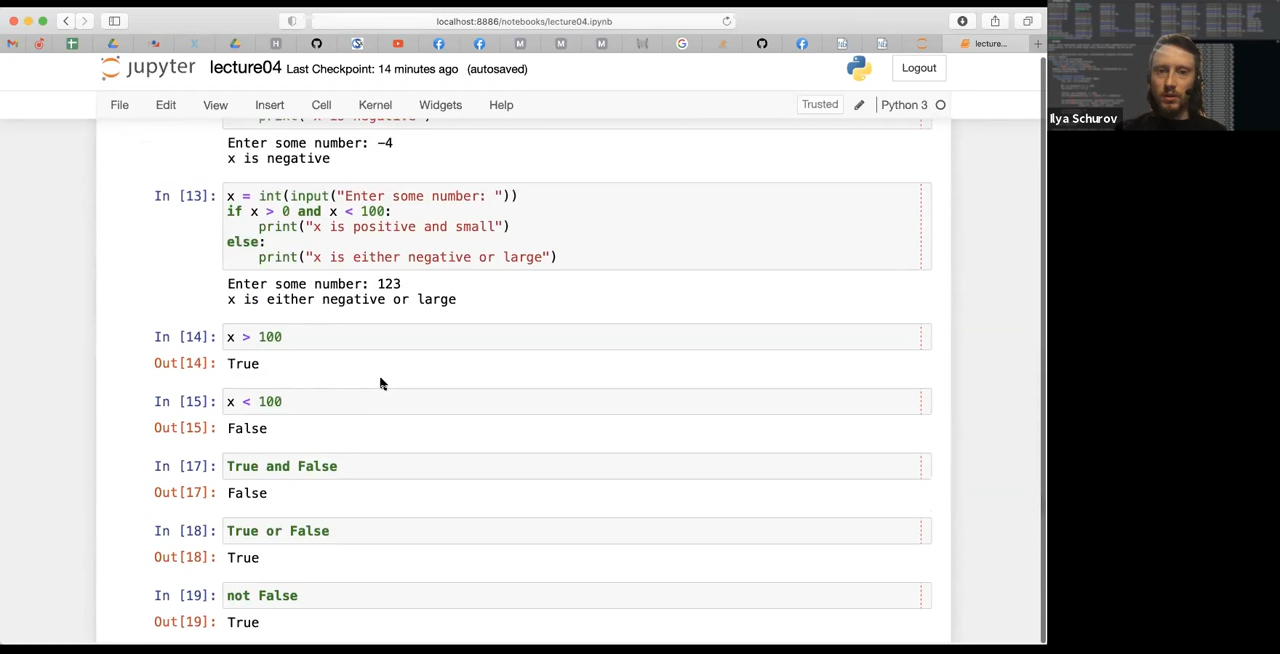 localhost:8886/notebooks/lecture04.ipynb
lecture...
jupyter lecture04 Last Checkpoint: 14 minutes ago (autosaved)
Logout
File Edit View Insert Cell Kernel Widgets Help
Trusted Python 3
Ilya Schurov
print("x is negative")
Enter some number: -4
x is negative
In [13]: x = int(input("Enter some number: "))
if x > 0 and x < 100:
print("x is positive and small")
else:
print("x is either negative or large")
Enter some number: 123
x is either negative or large
In [14]: x > 100
Out[14]: True
In [15]: x < 100
Out[15]: False
In [17]: True and False
Out[17]: False
In [18]: True or False
Out[18]: True
In [19]: not False
Out[19]: True